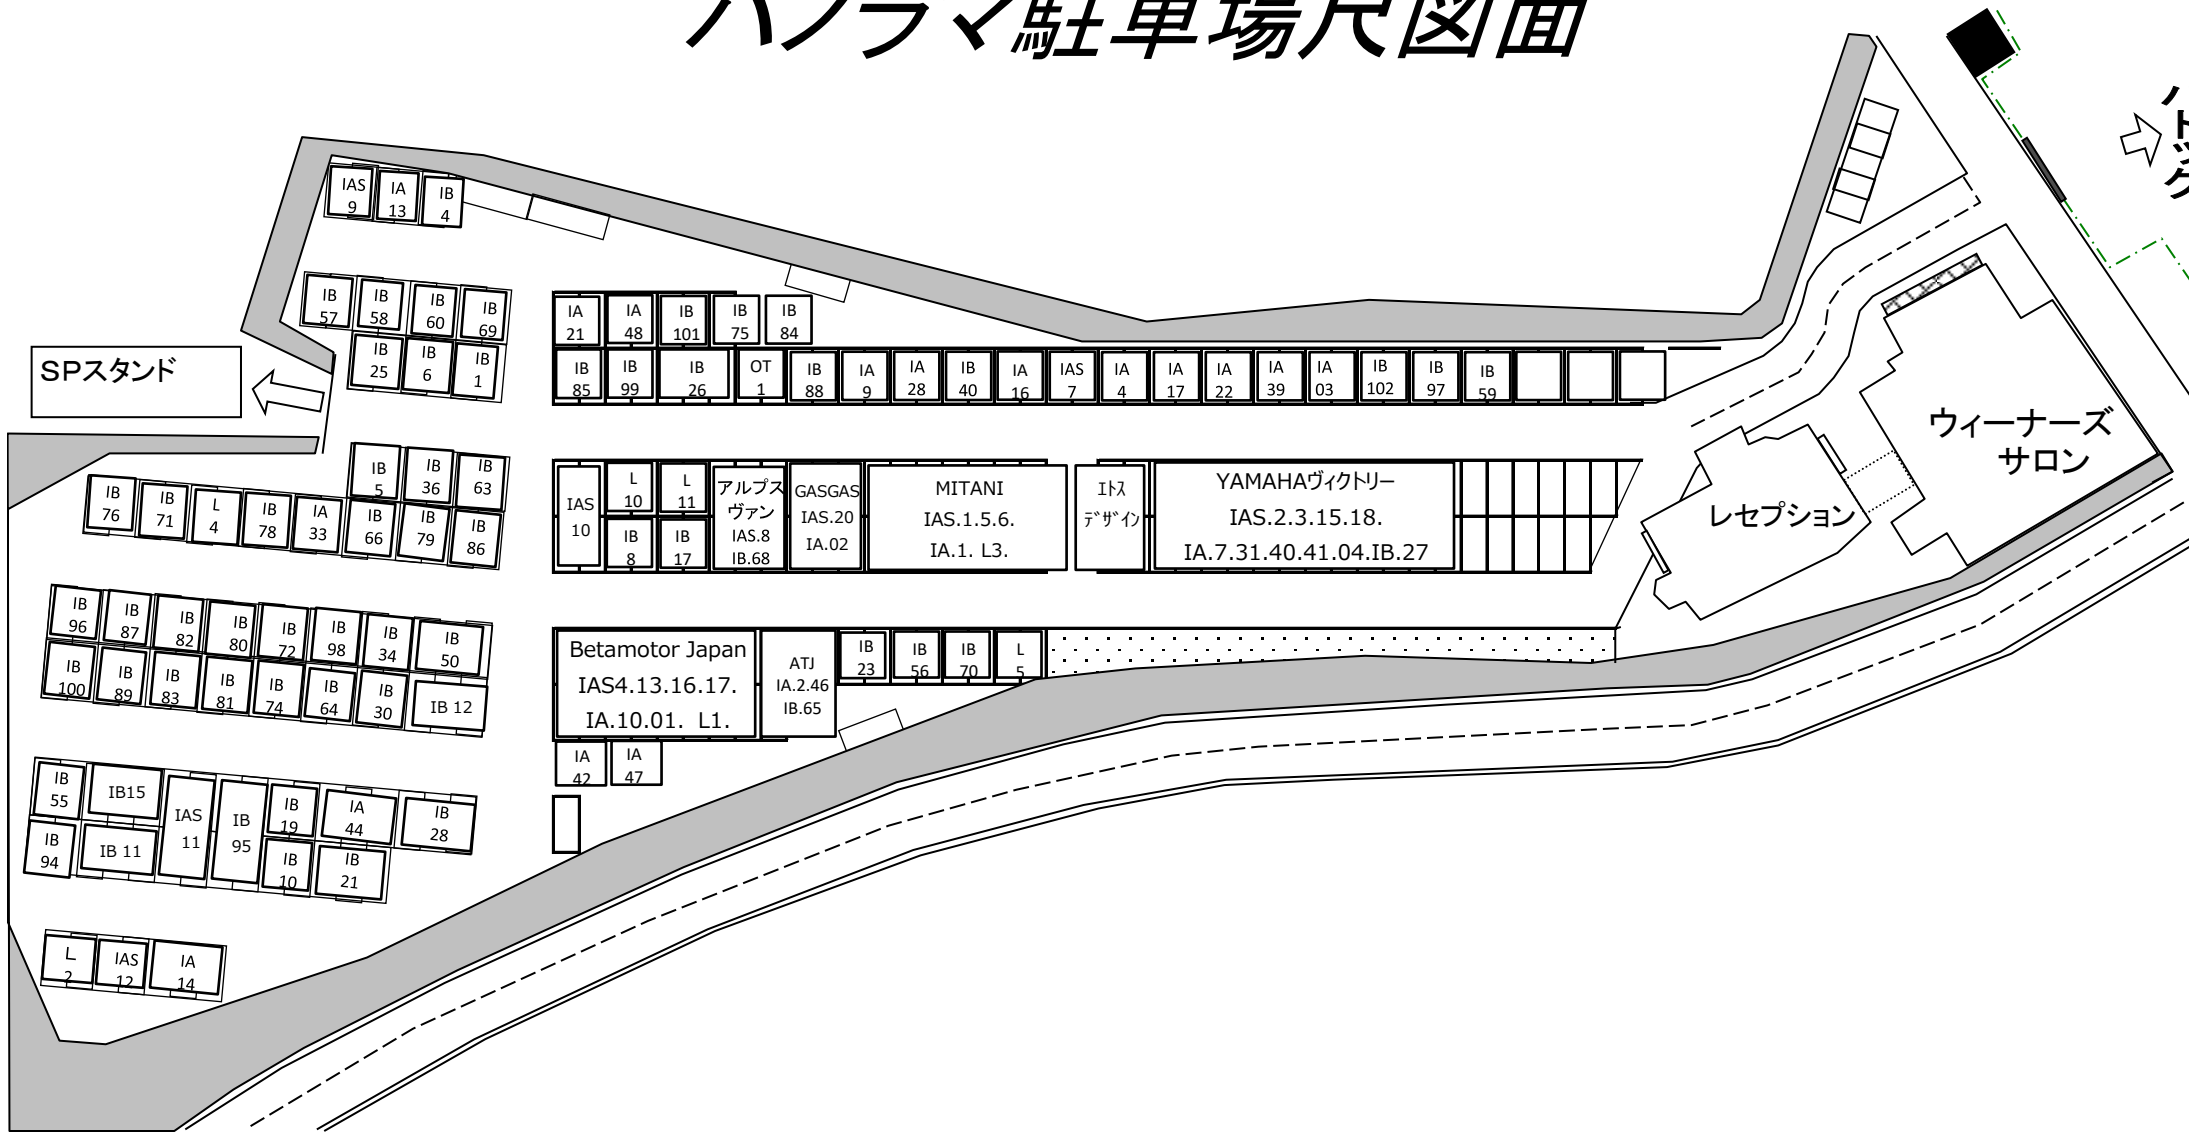 パノラマ駐車場尺図面
IAS
9
IA
13
IB
4
IB
57
IB
58
IB
60
IB
69
IB
25
IB
6
IB
1
SPスタンド
IA
21
IA
48
IB
101
IB
75
IB
84
IB
85
IB
99
IB
26
OT
1
IB
88
IA
9
IA
28
IB
40
IA
16
IAS
7
IA
4
IA
17
IA
22
IA
39
IA
03
IB
102
IB
97
IB
59
ウィーナーズ
サロン
レセプション
IB
5
IB
36
IB
63
IB
76
IB
71
L
4
IB
78
IA
33
IB
66
IB
79
IB
86
IAS
10
L
10
L
11
IB
8
IB
17
アルプス
ヴァン
IAS.8
IB.68
GASGAS
IAS.20
IA.02
MITANI
IAS.1.5.6.
IA.1. L3.
ｴﾄｽ
ﾃﾞｻﾞｲﾝ
YAMAHAヴィクトリー
IAS.2.3.15.18.
IA.7.31.40.41.04.IB.27
IB
96
IB
87
IB
82
IB
80
IB
72
IB
98
IB
34
IB
50
IB
100
IB
89
IB
83
IB
81
IB
74
IB
64
IB
30
IB 12
Betamotor Japan
IAS4.13.16.17.
IA.10.01. L1.
ATJ
IA.2.46
IB.65
IB
23
IB
56
IB
70
L
5
IA
42
IA
47
IB
55
IB15
IAS
11
IB
95
IB
19
IA
44
IB
28
IB
94
IB 11
IB
10
IB
21
L
2
IAS
12
IA
14